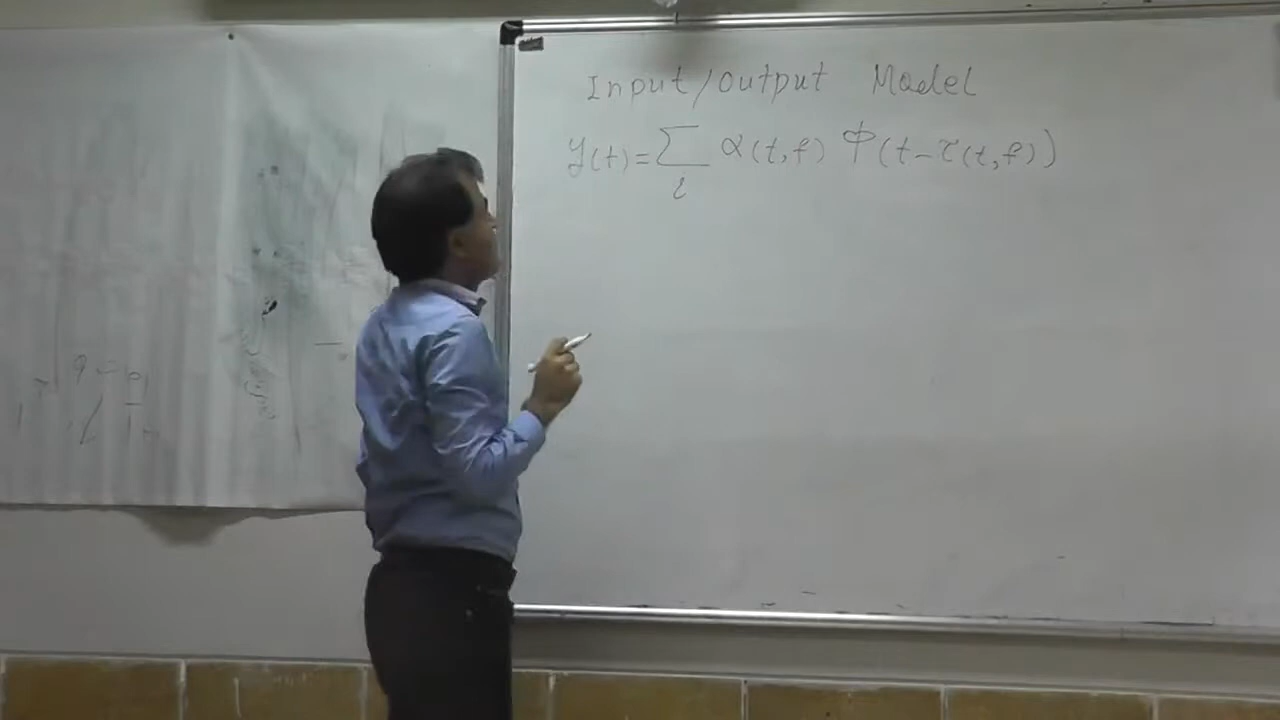 Input/output Model
y(t) = ∑ α(t,f) ϕ(t-τ(t,f))
i